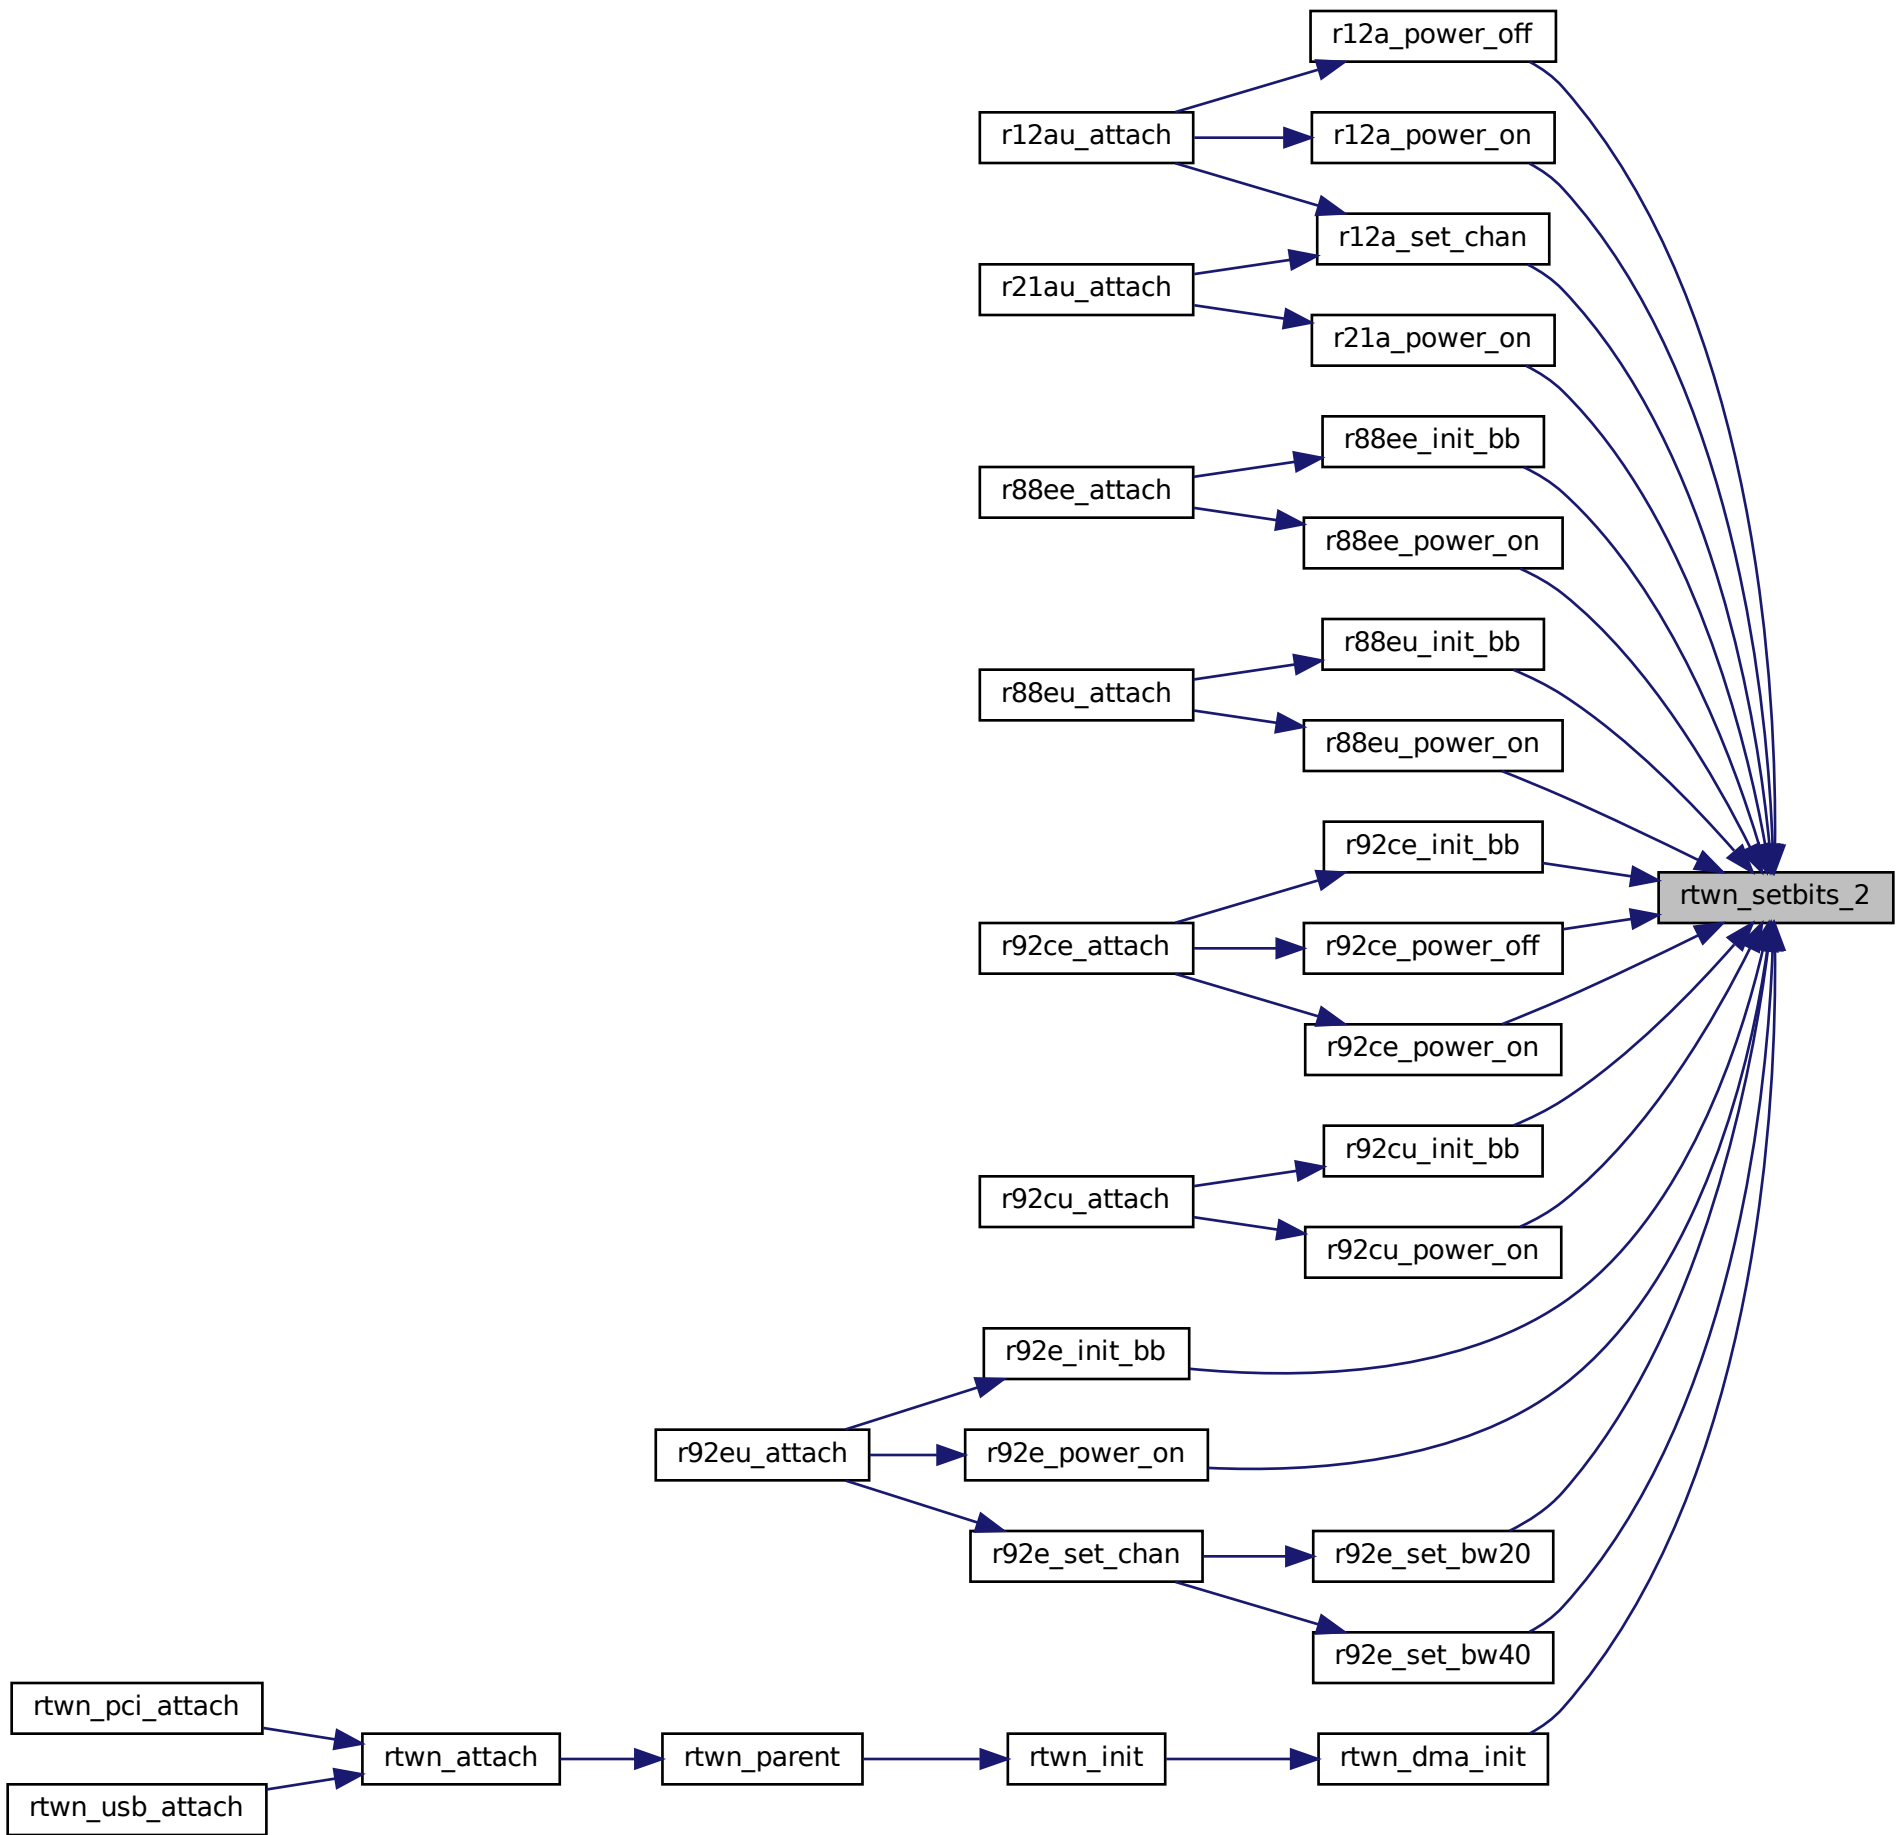 r12a_power_off
r12au_attach
r12a_power_on
r12a_set_chan
r21au_attach
r21a_power_on
r88ee_init_bb
r88ee_attach
r88ee_power_on
r88eu_init_bb
r88eu_attach
r88eu_power_on
r92ce_init_bb
rtwn_setbits_2
r92ce_attach
r92ce_power_off
r92ce_power_on
r92cu_init_bb
r92cu_attach
r92cu_power_on
r92e_init_bb
r92eu_attach
r92e_power_on
r92e_set_chan
r92e_set_bw20
r92e_set_bw40
rtwn_pci_attach
rtwn_attach
rtwn_parent
rtwn_init
rtwn_dma_init
rtwn_usb_attach